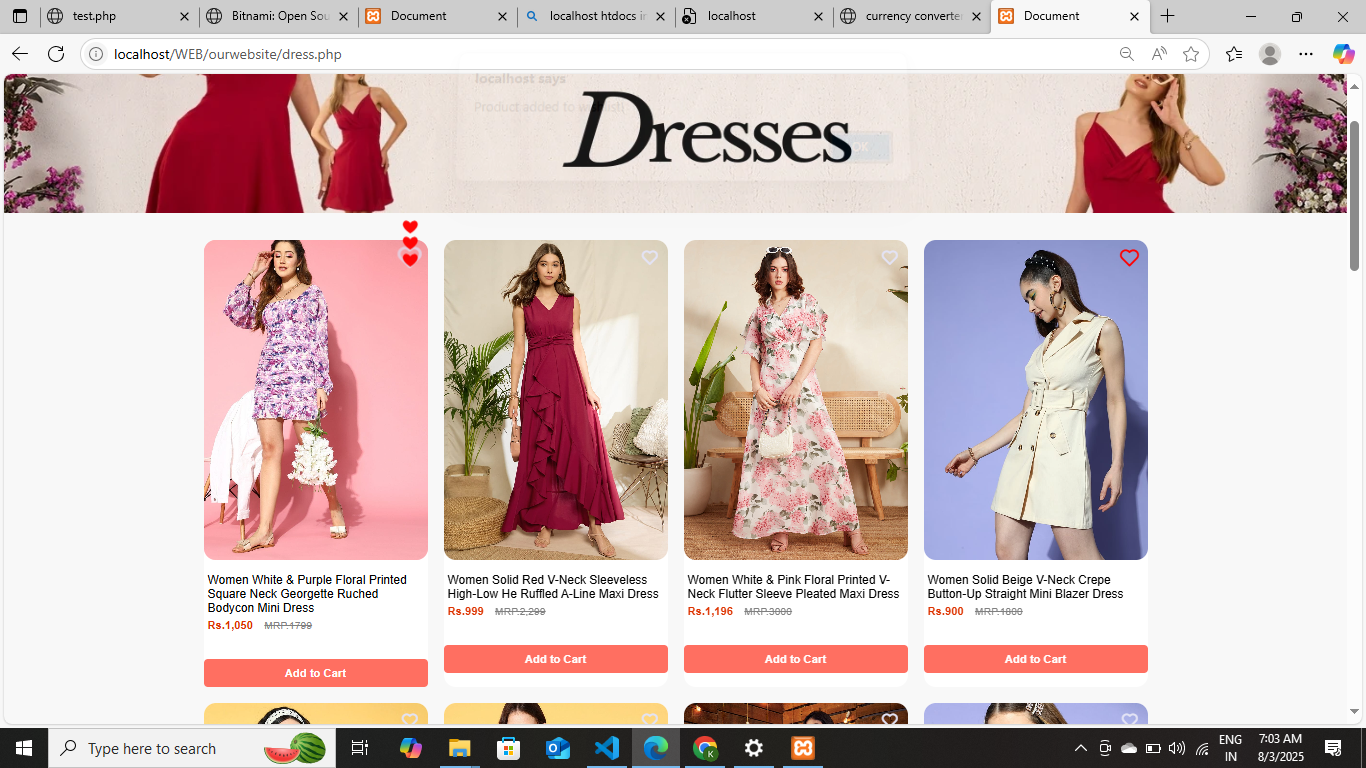 test.php
Bitnami: Open Sou
Document
localhost htdocs in
localhost
currency converter
Document
localhost/WEB/ourwebsite/dress.php
localhost says
Product added to wishlist!
OK
Dresses
Women White & Purple Floral Printed
Square Neck Georgette Ruched
Bodycon Mini Dress
Rs.1,050 MRP.1799
Add to Cart
Women Solid Red V-Neck Sleeveless
High-Low He Ruffled A-Line Maxi Dress
Rs.999 MRP.2,299
Add to Cart
Women White & Pink Floral Printed V-
Neck Flutter Sleeve Pleated Maxi Dress
Rs.1,196 MRP.3000
Add to Cart
Women Solid Beige V-Neck Crepe
Button-Up Straight Mini Blazer Dress
Rs.900 MRP.1800
Add to Cart
Type here to search
ENG
IN
7:03 AM
8/3/2025